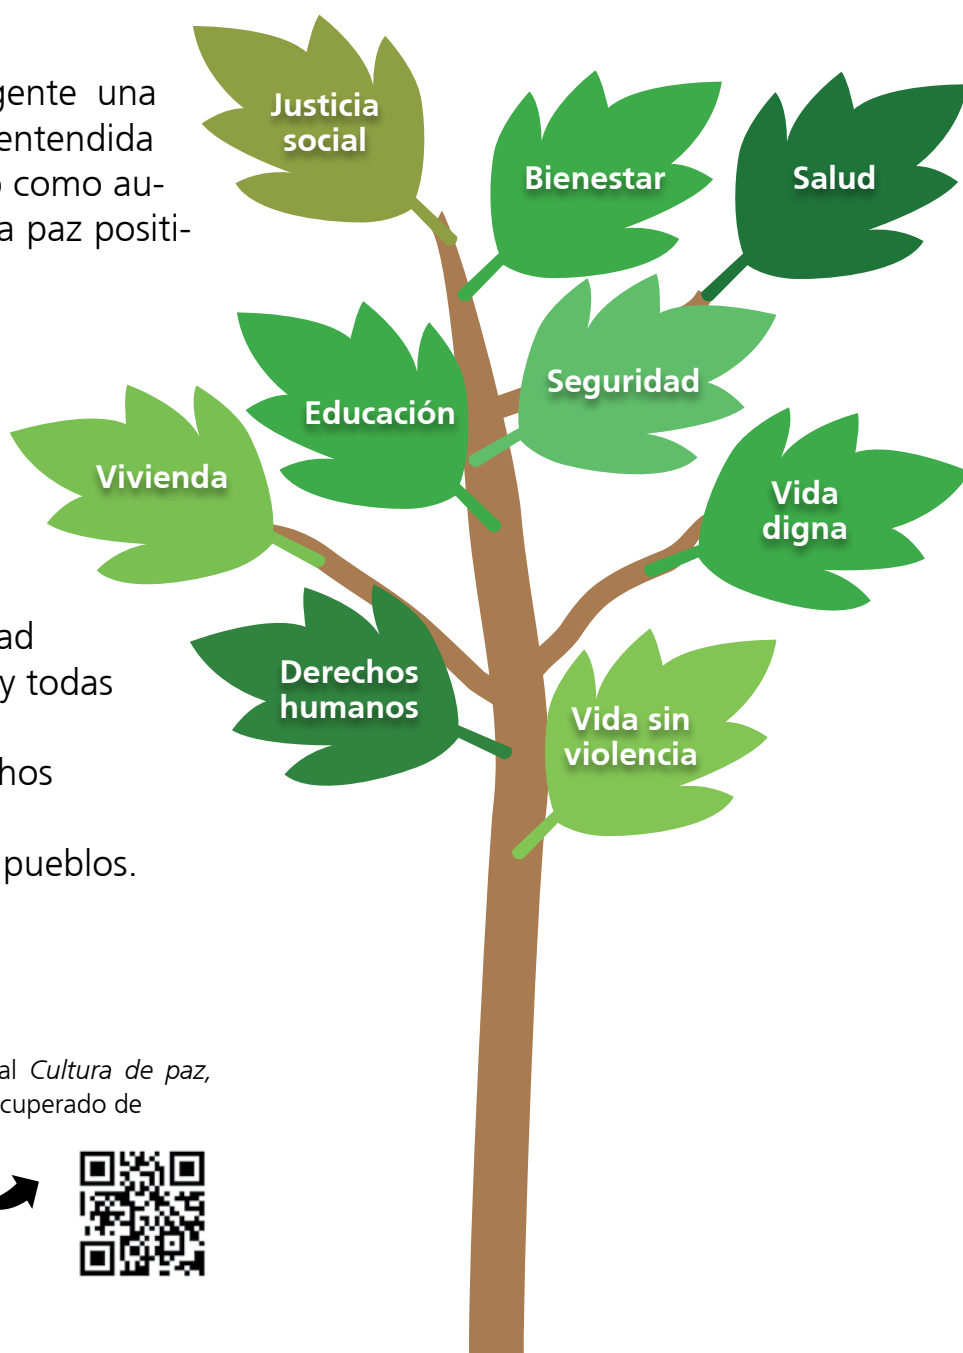 gente una
entendida
como au-
a paz positi-
ad
y todas
hos
pueblos.
al Cultura de paz,
cuperado de
Justicia
social
Bienestar
Salud
Educación
Seguridad
Vivienda
Vida
digna
Derechos
humanos
Vida sin
violencia